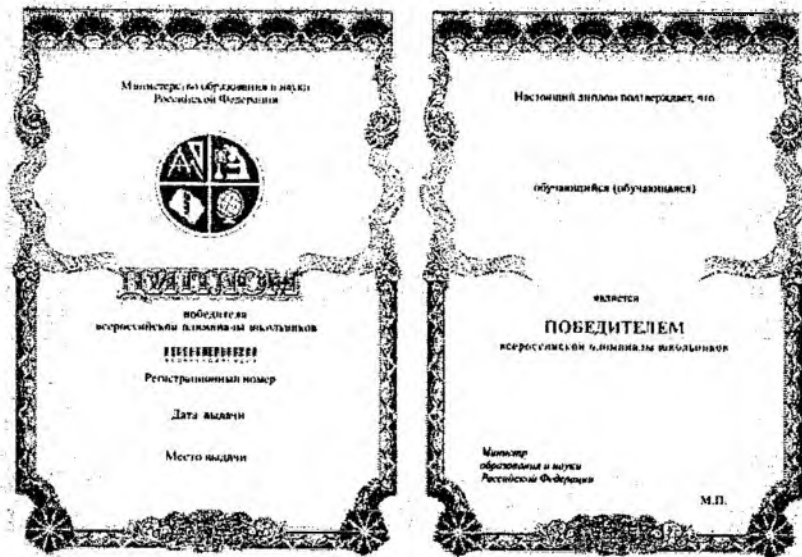 Министерство образования и науки
Российской Федерации
ДИПЛОМ
победителя
всероссийской олимпиады школьников
Регистрационный номер
Дата выдачи
Место выдачи
Настоящий диплом подтверждает, что
обучающийся (обучающаяся)
является
ПОБЕДИТЕЛЕМ
всероссийской олимпиады школьников
Министр
образования и науки
Российской Федерации
М.П.